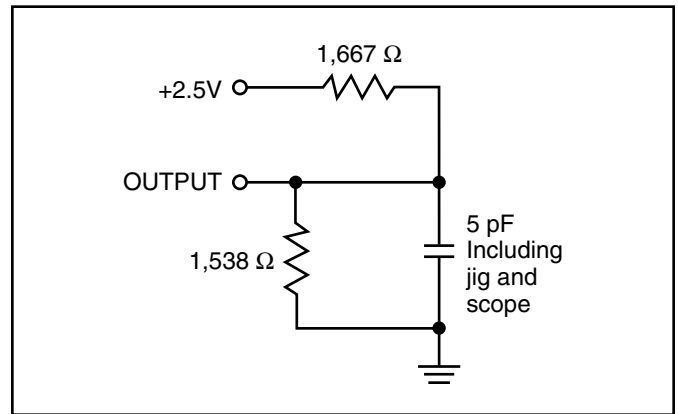 1,667 Ω
+2.5V
OUTPUT
1,538 Ω
5 pF
Including
jig and
scope